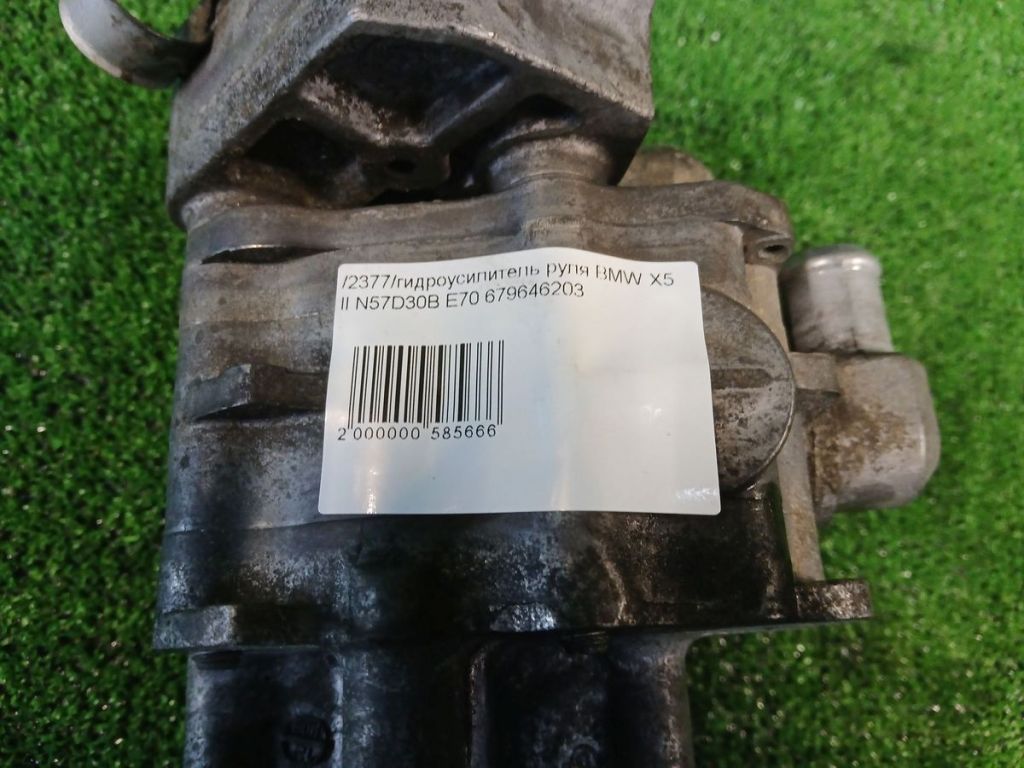 /2377/гидроусилитель руля BMW X5
II N57D30B E70 679646203
2 000000 585666